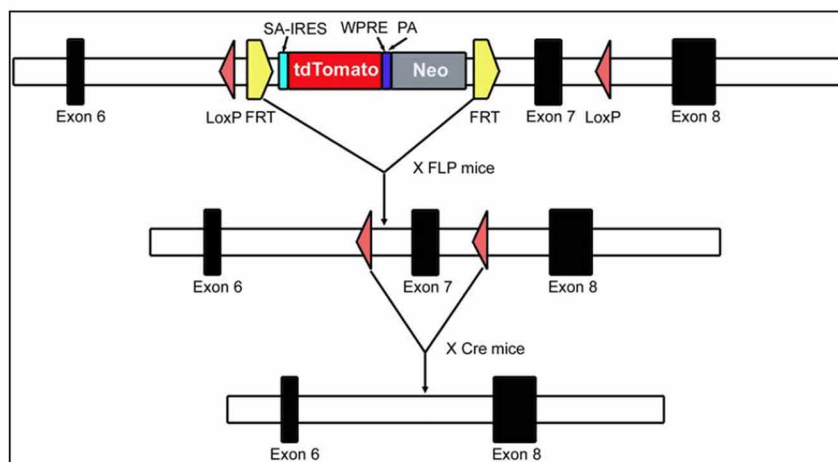 SA-IRES WPRE PA
tdTomato Neo
Exon 6 LoxP FRT FRT Exon 7 LoxP Exon 8
X FLP mice
Exon 6 Exon 7 Exon 8
X Cre mice
Exon 6 Exon 8